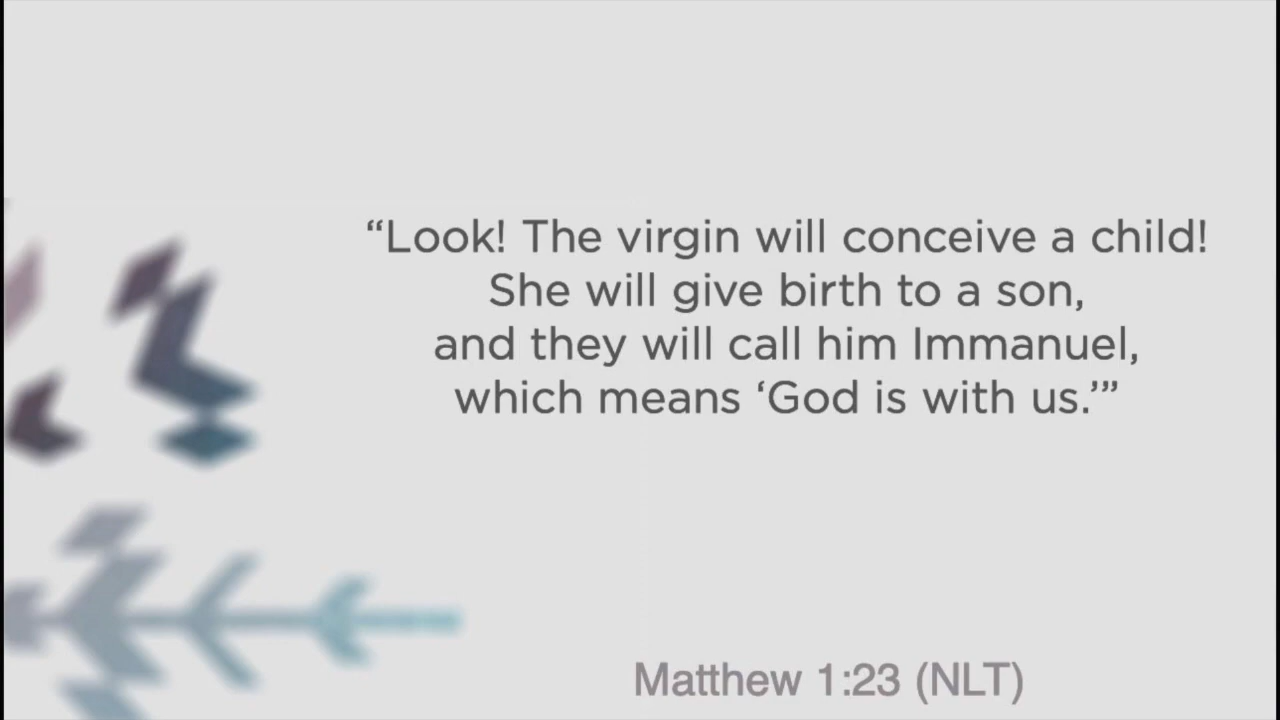 “Look! The virgin will conceive a child!
She will give birth to a son,
and they will call him Immanuel,
which means ‘God is with us.’”
Matthew 1:23 (NLT)